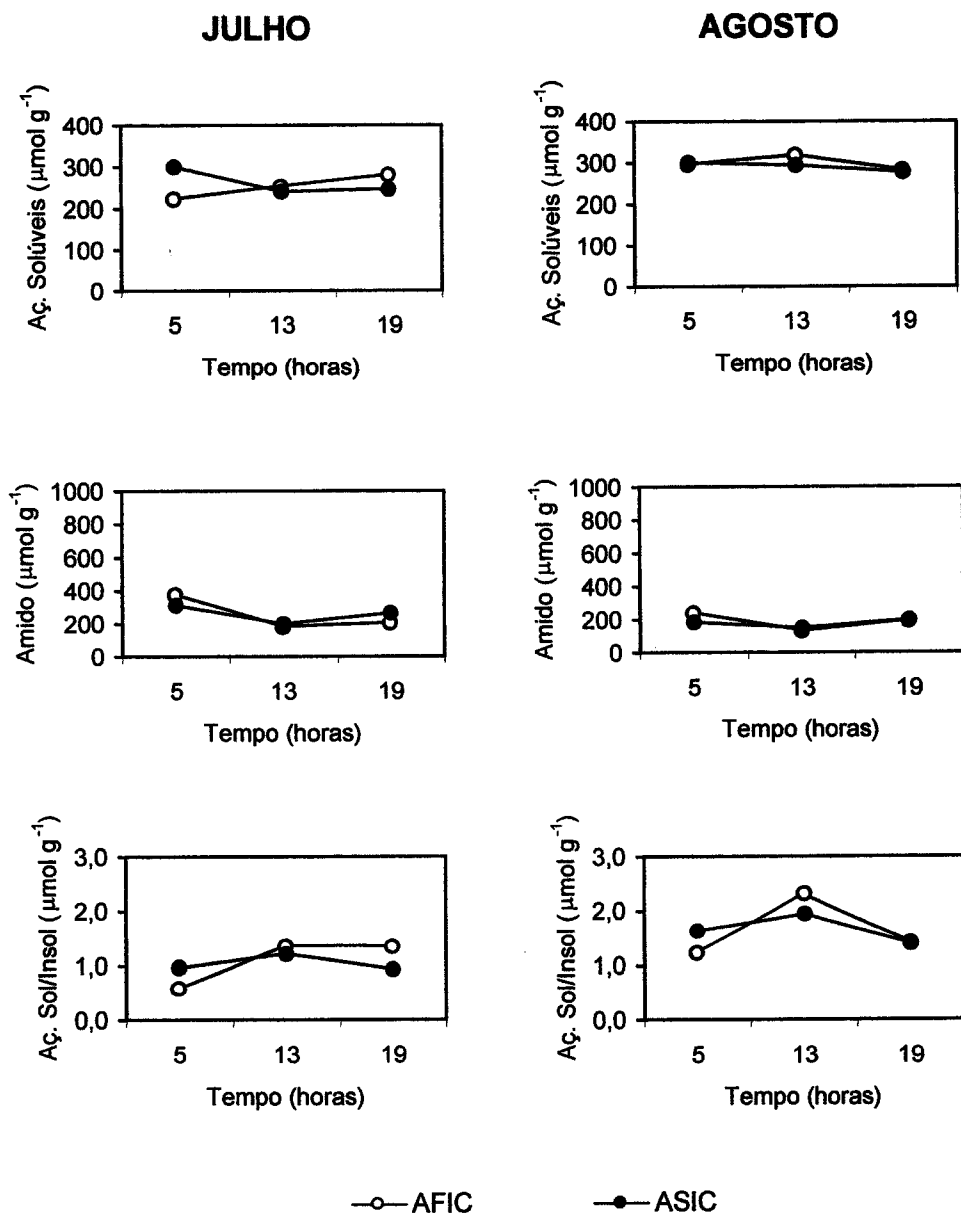 JULHO
AGOSTO
Aç. Solúveis (μmol g⁻¹)
400
300
200
100
0
5 13 19
Tempo (horas)
Aç. Solúveis (μmol g⁻¹)
400
300
200
100
0
5 13 19
Tempo (horas)
Amido (μmol g⁻¹)
1000
800
600
400
200
0
5 13 19
Tempo (horas)
Amido (μmol g⁻¹)
1000
800
600
400
200
0
5 13 19
Tempo (horas)
Aç. Sol/Insol (μmol g⁻¹)
3,0
2,0
1,0
0,0
5 13 19
Tempo (horas)
Aç. Sol/Insol (μmol g⁻¹)
3,0
2,0
1,0
0,0
5 13 19
Tempo (horas)
AFIC
ASIC